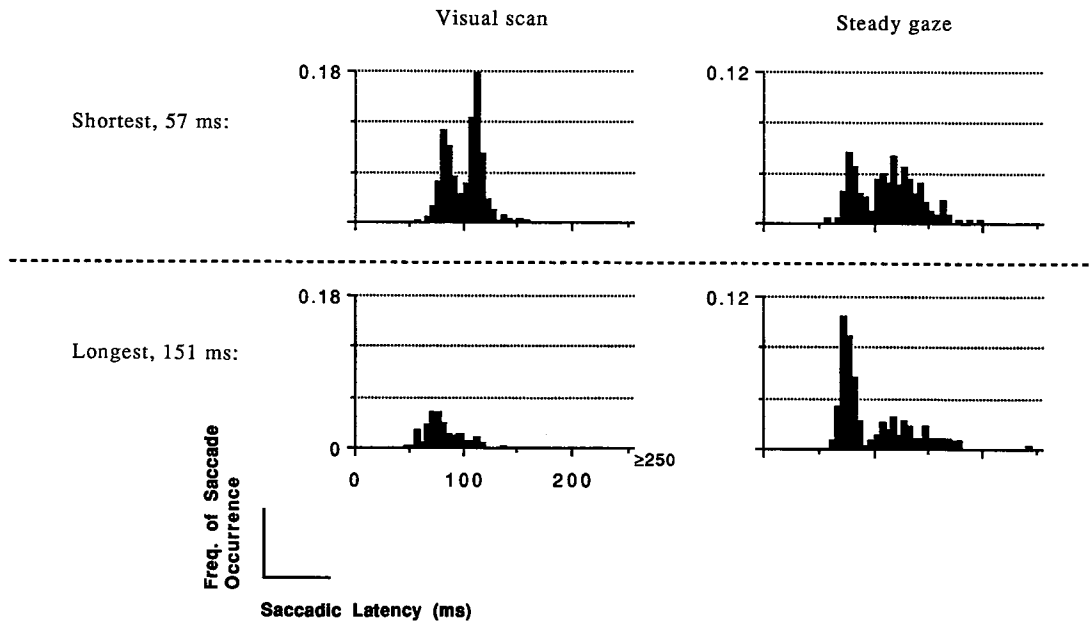 Visual scan
Steady gaze
0.18
0.12
Shortest, 57 ms:
0.18
0.12
Longest, 151 ms:
0
≥250
0
100
200
Freq. of Saccade
Occurrence
Saccadic Latency (ms)